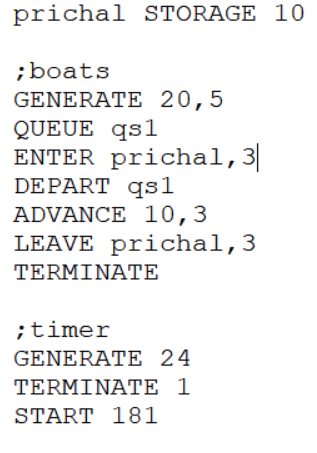 prichal STORAGE 10
;boats
GENERATE 20,5
QUEUE qs1
ENTER prichal,3
DEPART qs1
ADVANCE 10,3
LEAVE prichal,3
TERMINATE
;timer
GENERATE 24
TERMINATE 1
START 181